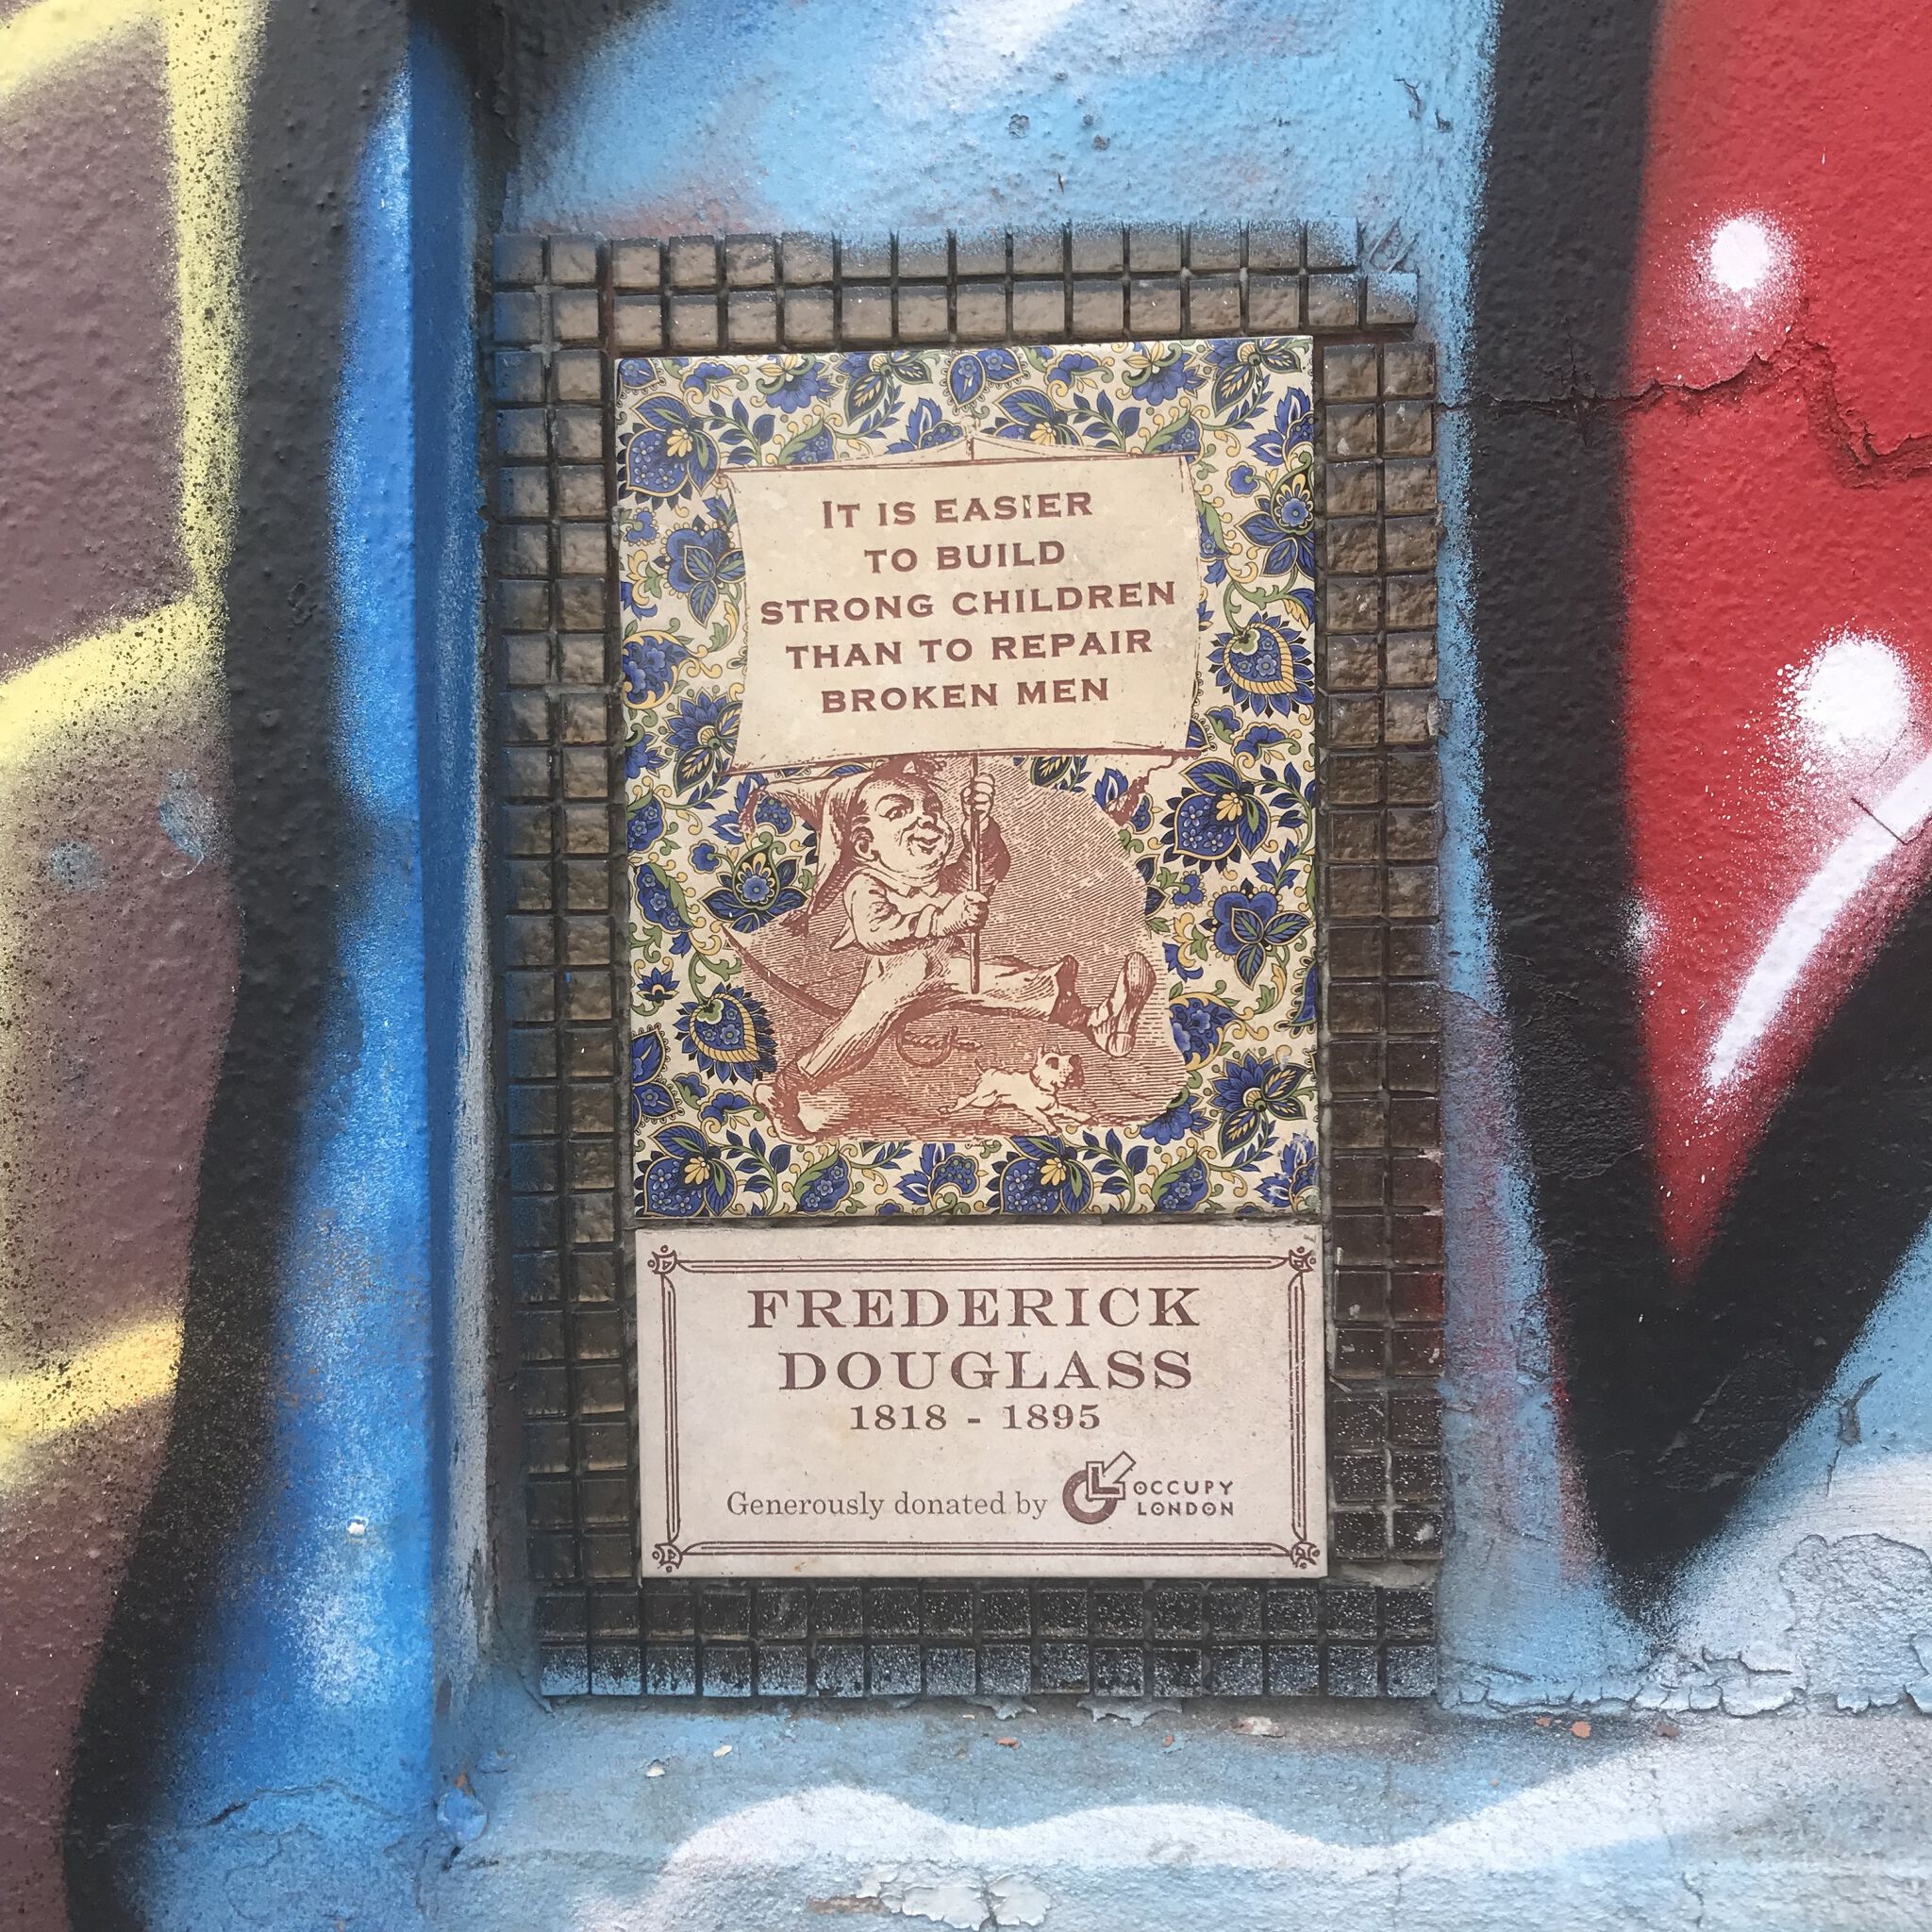 IT IS EASIER
TO BUILD
STRONG CHILDREN
THAN TO REPAIR
BROKEN MEN
FREDERICK
DOUGLASS
1818 - 1895
Generously donated by OCCUPY
LONDON